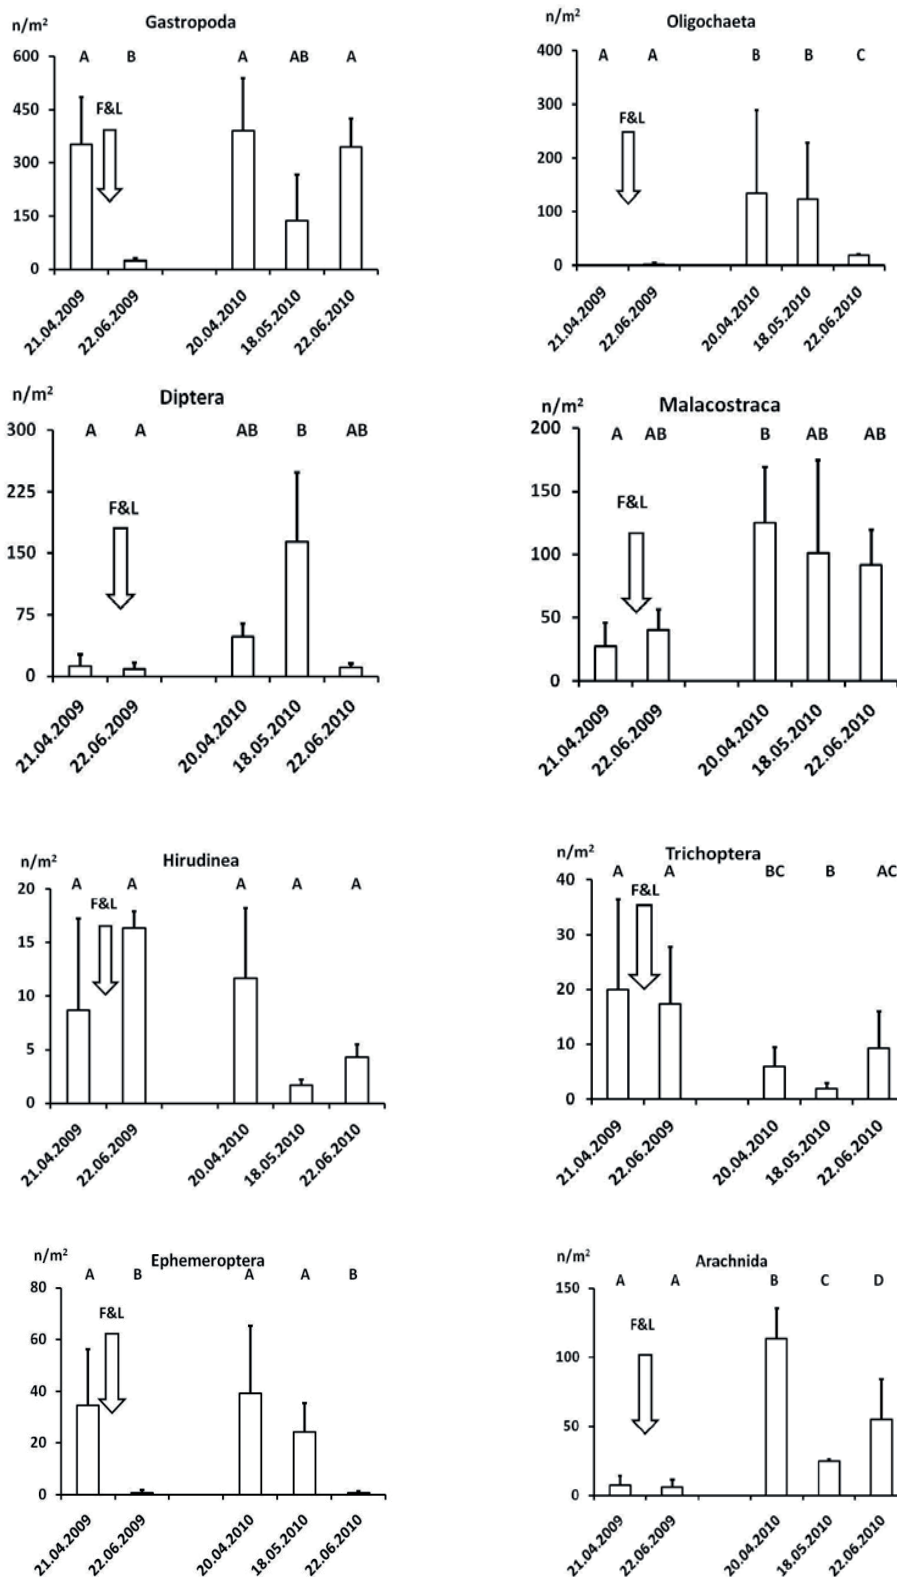 Gastropoda
n/m²
A B A AB A
600
F&L
450
300
150
0
21.04.2009 22.06.2009 20.04.2010 18.05.2010 22.06.2010
Oligochaeta
n/m²
A A B B C
400
F&L
300
200
100
0
21.04.2009 22.06.2009 20.04.2010 18.05.2010 22.06.2010
Diptera
n/m²
A A AB B AB
300
225
F&L
150
75
0
21.04.2009 22.06.2009 20.04.2010 18.05.2010 22.06.2010
Malacostraca
n/m²
A AB B AB AB
200
150
F&L
100
50
0
21.04.2009 22.06.2009 20.04.2010 18.05.2010 22.06.2010
Hirudinea
n/m²
A A A A A
20
F&L
15
10
5
0
21.04.2009 22.06.2009 20.04.2010 18.05.2010 22.06.2010
Trichoptera
n/m²
A A BC B AC
40
F&L
30
20
10
0
21.04.2009 22.06.2009 20.04.2010 18.05.2010 22.06.2010
Ephemeroptera
n/m²
A B A A B
80
F&L
60
40
20
0
21.04.2009 22.06.2009 20.04.2010 18.05.2010 22.06.2010
Arachnida
n/m²
A A B C D
150
F&L
100
50
0
21.04.2009 22.06.2009 20.04.2010 18.05.2010 22.06.2010